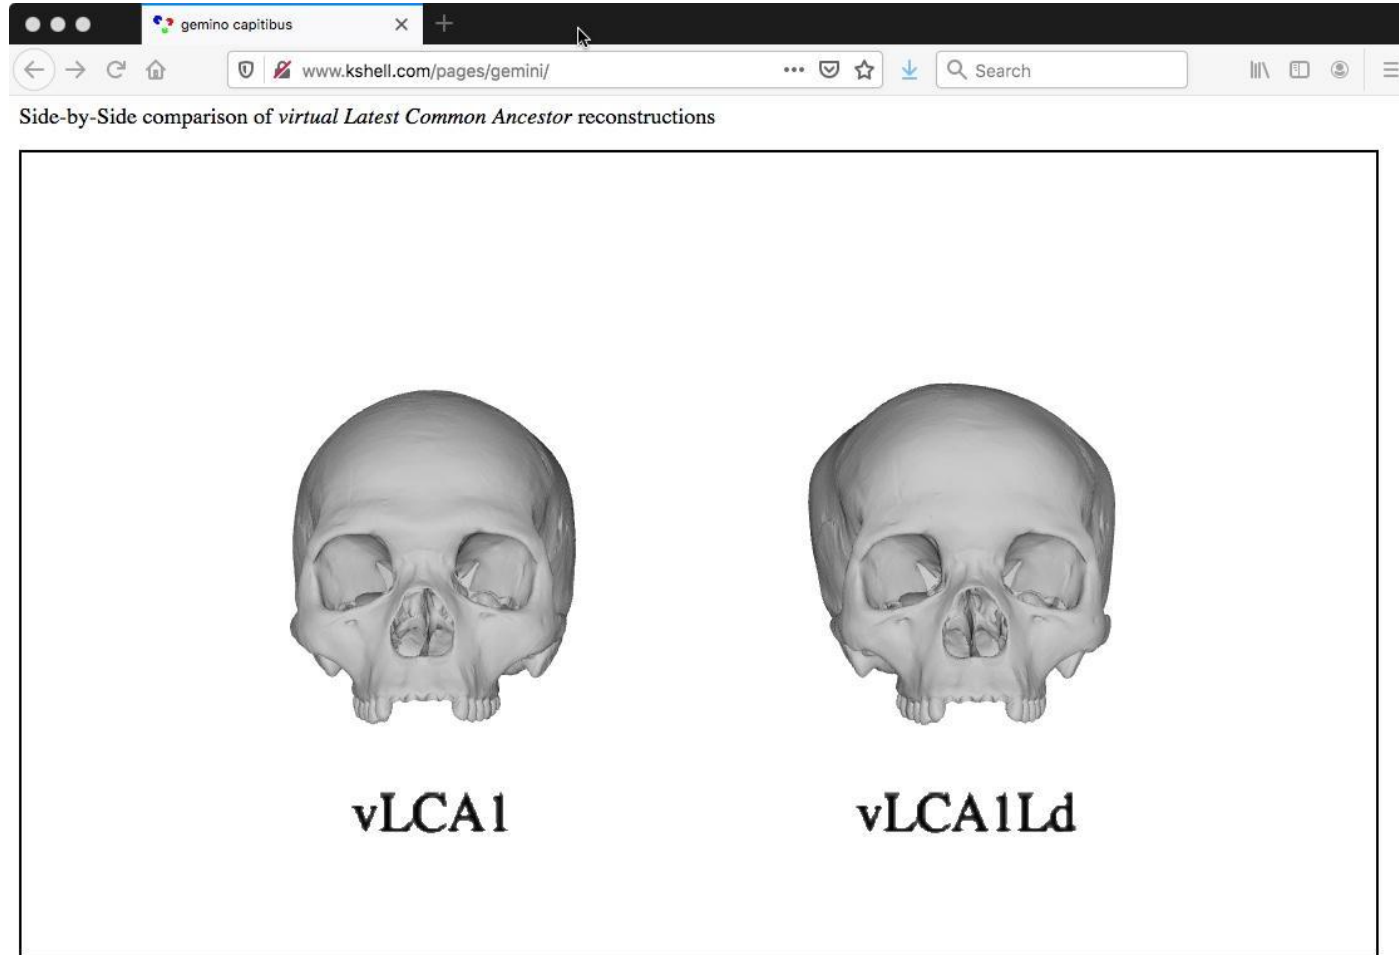 gemino capitibus
www.kshell.com/pages/gemini/
Search
Side-by-Side comparison of virtual Latest Common Ancestor reconstructions
vLCA1
vLCA1Ld